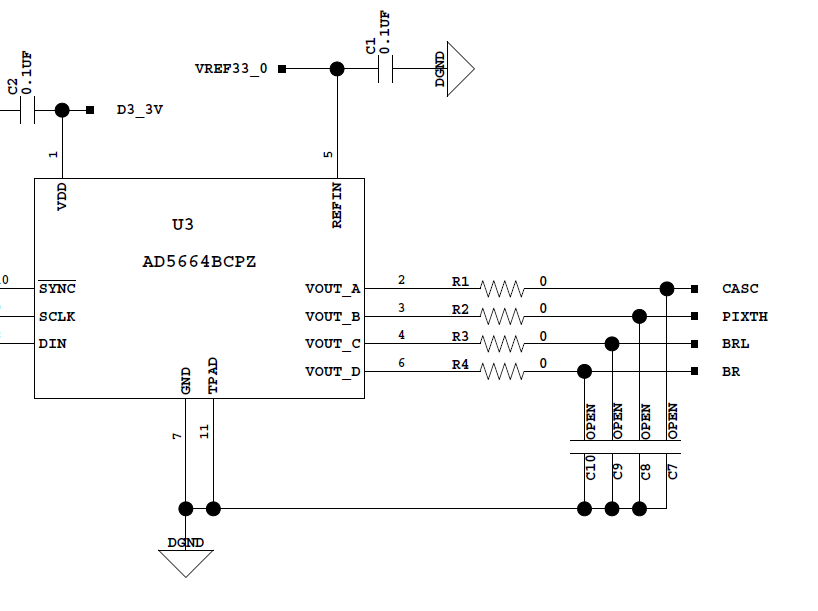 C1
0.1UF
VREF33_0
DGND
C2
0.1UF
D3_3V
1
5
VDD
REFIN
U3
AD5664BCPZ
SYNC
VOUT_A
2
R1
0
CASC
SCLK
VOUT_B
3
R2
0
PIXTH
DIN
VOUT_C
4
R3
0
BRL
VOUT_D
6
R4
0
BR
GND
TPAD
7
11
OPEN
OPEN
OPEN
OPEN
C10
C9
C8
C7
DGND